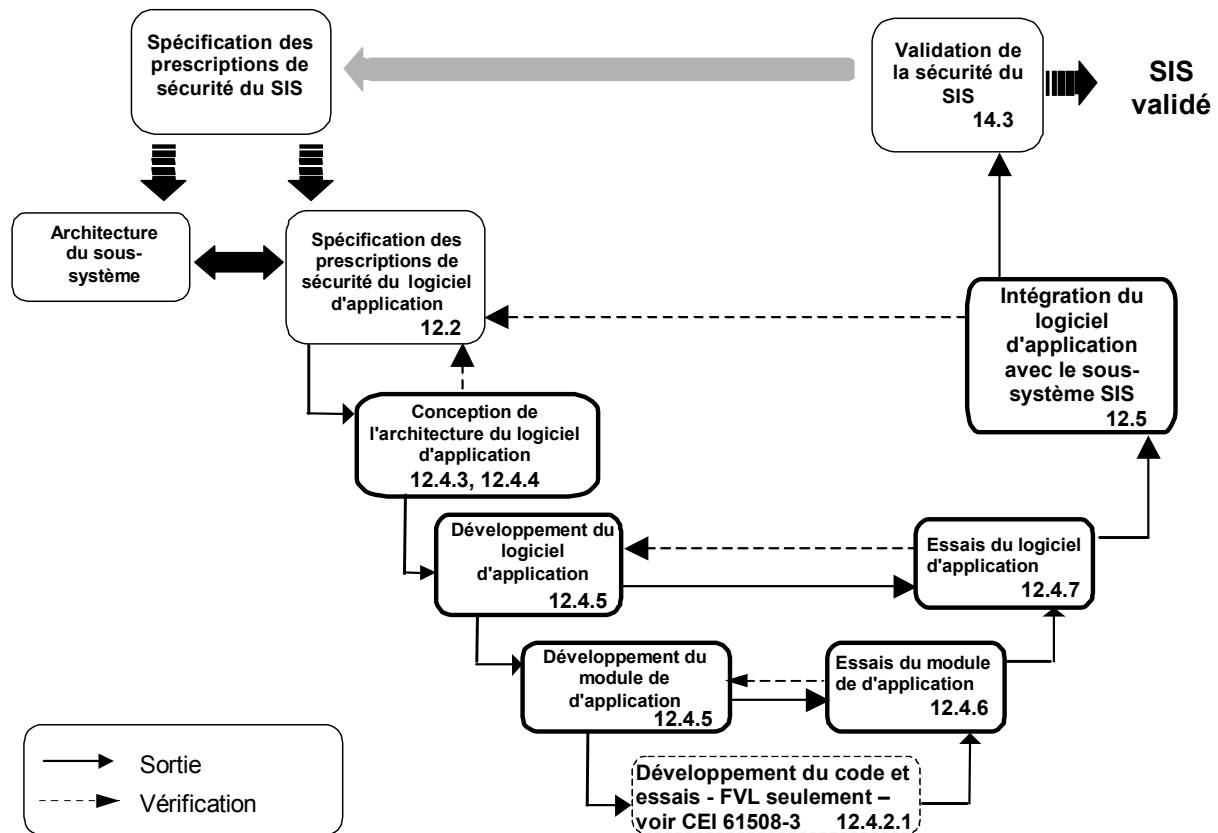 Spécification des
prescriptions de
sécurité du SIS
Validation de
la sécurité du
SIS
14.3
SIS
validé
Architecture
du sous-
système
Spécification des
prescriptions de
sécurité du logiciel
d'application
12.2
Intégration du
logiciel
d'application
avec le sous-
système SIS
12.5
Conception de
l'architecture du logiciel
d'application
12.4.3, 12.4.4
Développement du
logiciel
d'application
12.4.5
Essais du logiciel
d'application
12.4.7
Développement du
module de
d'application
12.4.5
Essais du module
de d'application
12.4.6
Développement du code et
essais - FVL seulement –
voir CEI 61508-3 12.4.2.1
Sortie
Vérification